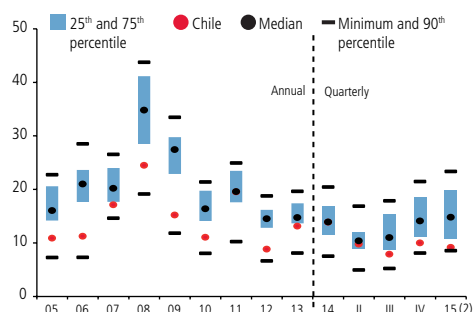 25th and 75th percentile
Chile
Median
Minimum and 90th percentile
50
40
30
20
10
0
Annual
Quarterly
05 06 07 08 09 10 11 12 13 14 II III IV 15 (2)